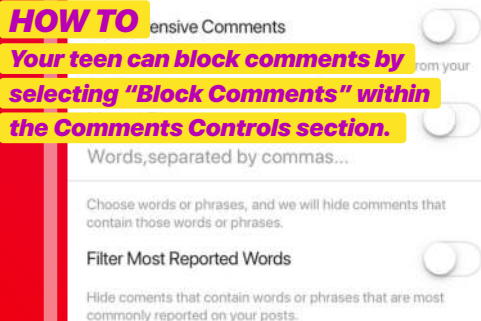 HOW TO
ensive Comments
Your teen can block comments by
rom your
selecting “Block Comments” within
the Comments Controls section.
Words,separated by commas...
Choose words or phrases, and we will hide comments that
contain those words or phrases.
Filter Most Reported Words
Hide coments that contain words or phrases that are most
commonly reported on your posts.